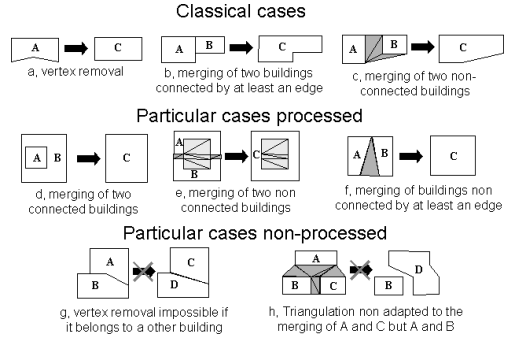 Classical cases
A C
a, vertex removal
A B C
b, merging of two buildings
connected by at least an edge
A B C
c, merging of two non-
connected buildings
Particular cases processed
A B C
d, merging of two
connected buildings
A B C
e, merging of two non
connected buildings
A B C
f, merging of buildings non
connected by at least an edge
Particular cases non-processed
A B C D
g, vertex removal impossible if
it belongs to a other building
A B C B D
h, Triangulation non adapted to the
merging of A and C but A and B